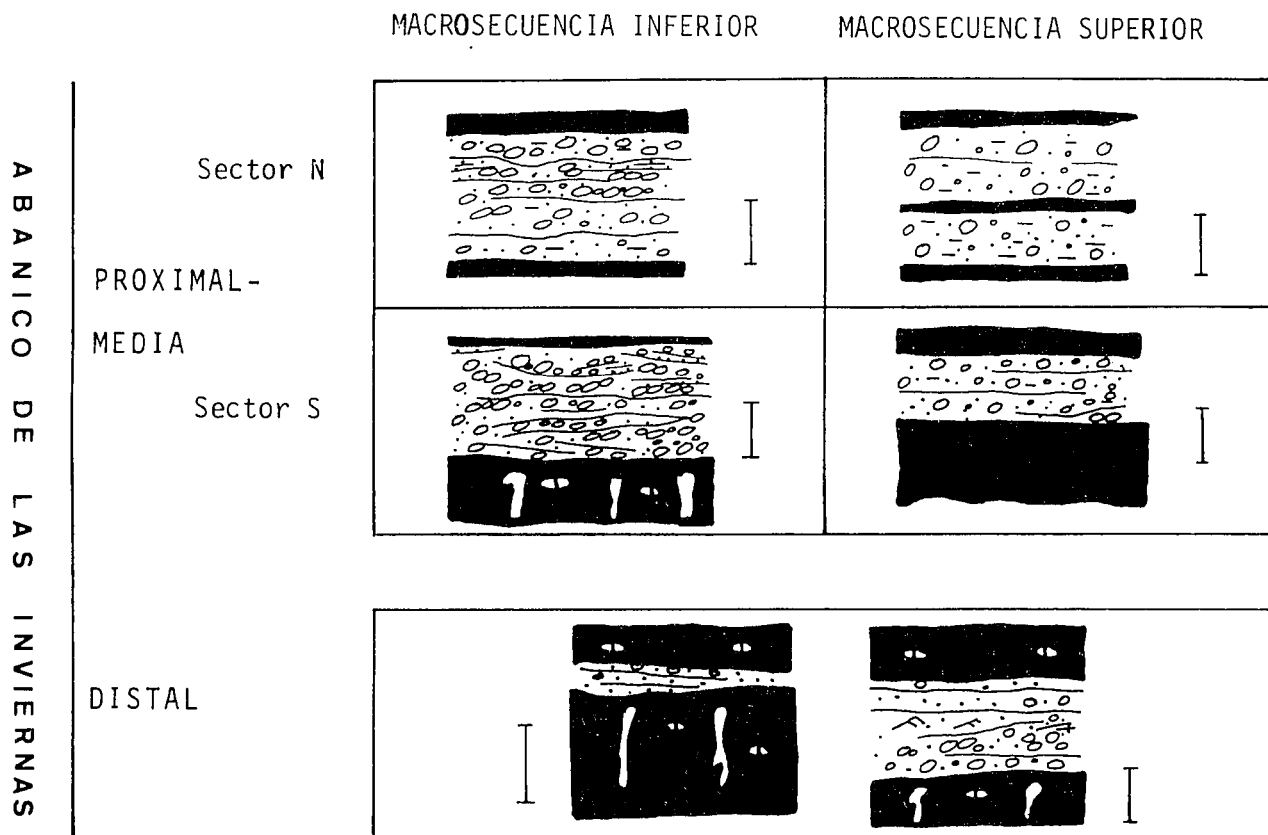 MACROSECUENCIA INFERIOR
MACROSECUENCIA SUPERIOR
ABANICO DE LAS INVIERNAS
Sector N
PROXIMAL-
MEDIA
Sector S
DISTAL